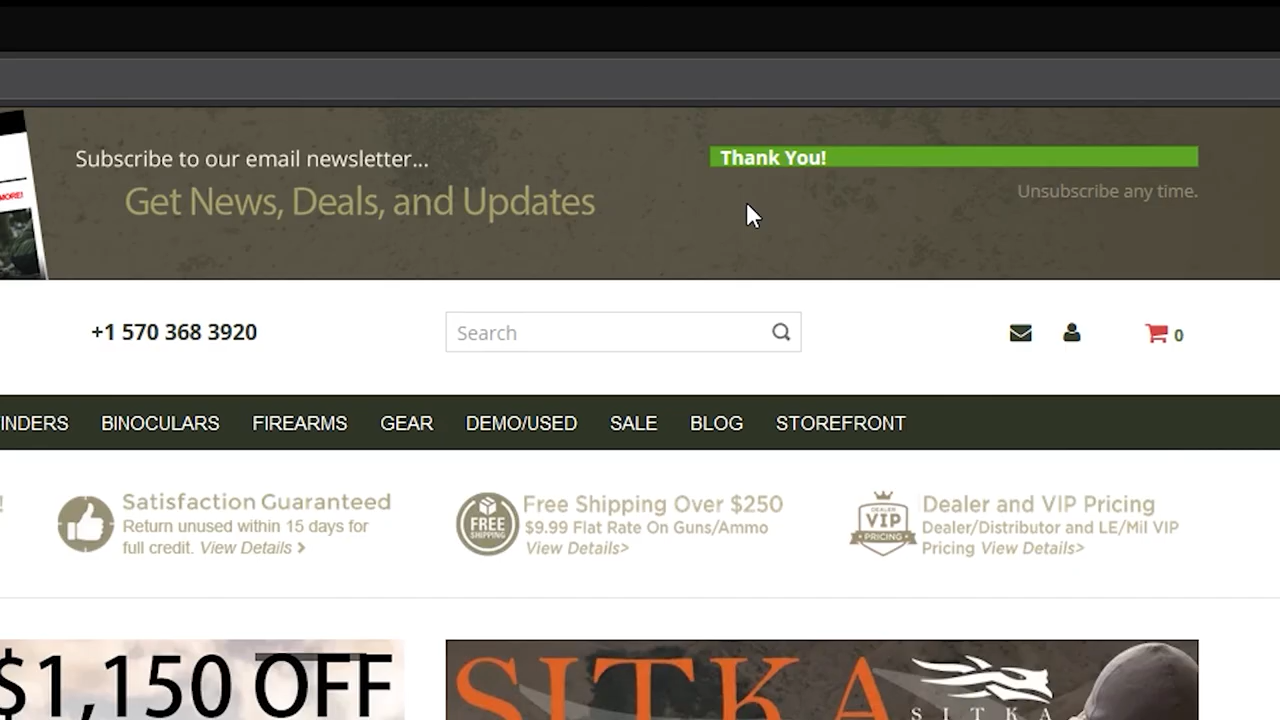 MORE!
Subscribe to our email newsletter...
Get News, Deals, and Updates
Thank You!
Unsubscribe any time.
+1 570 368 3920
Search
0
INDERS BINOCULARS FIREARMS GEAR DEMO/USED SALE BLOG STOREFRONT
!
Satisfaction Guaranteed
Return unused within 15 days for
full credit. View Details >
FREE
SHIPPING
Free Shipping Over $250
$9.99 Flat Rate On Guns/Ammo
View Details>
DEALER
VIP
PRICING
Dealer and VIP Pricing
Dealer/Distributor and LE/Mil VIP
Pricing View Details>
$1,150 OFF
SITKA
SITKA